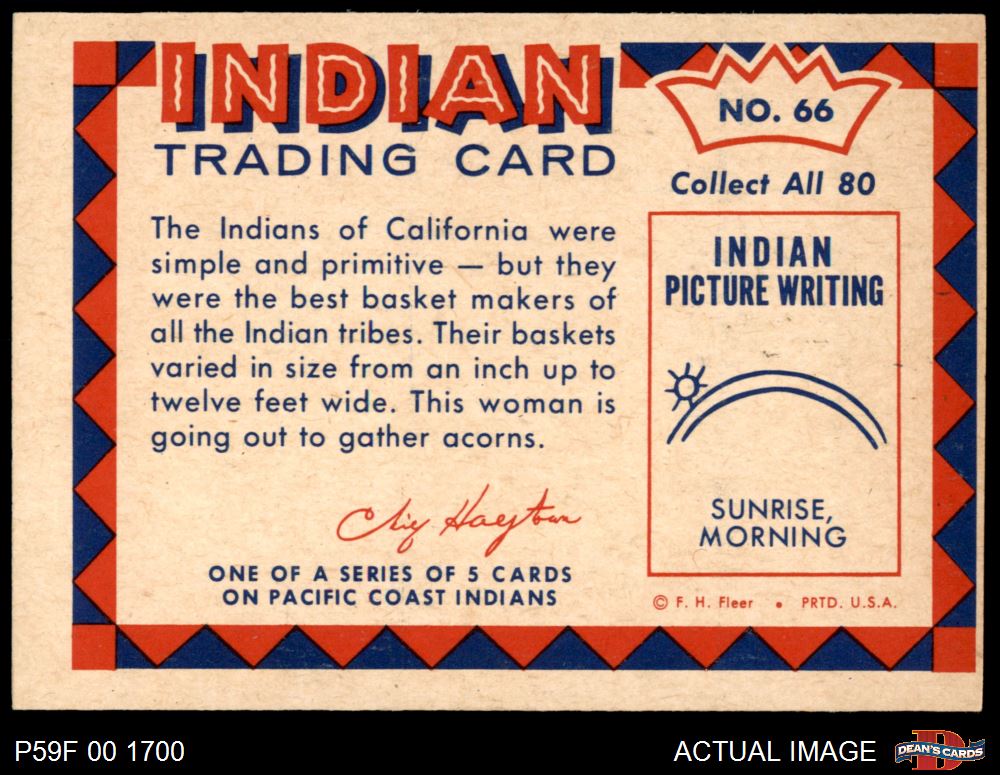 INDIAN
TRADING CARD
NO. 66
Collect All 80
The Indians of California were
simple and primitive — but they
were the best basket makers of
all the Indian tribes. Their baskets
varied in size from an inch up to
twelve feet wide. This woman is
going out to gather acorns.
Chief Hagstrom
ONE OF A SERIES OF 5 CARDS
ON PACIFIC COAST INDIANS
INDIAN
PICTURE WRITING
SUNRISE,
MORNING
© F. H. Fleer • PRTD. U.S.A.
P59F 00 1700
ACTUAL IMAGE
DEAN'S CARDS